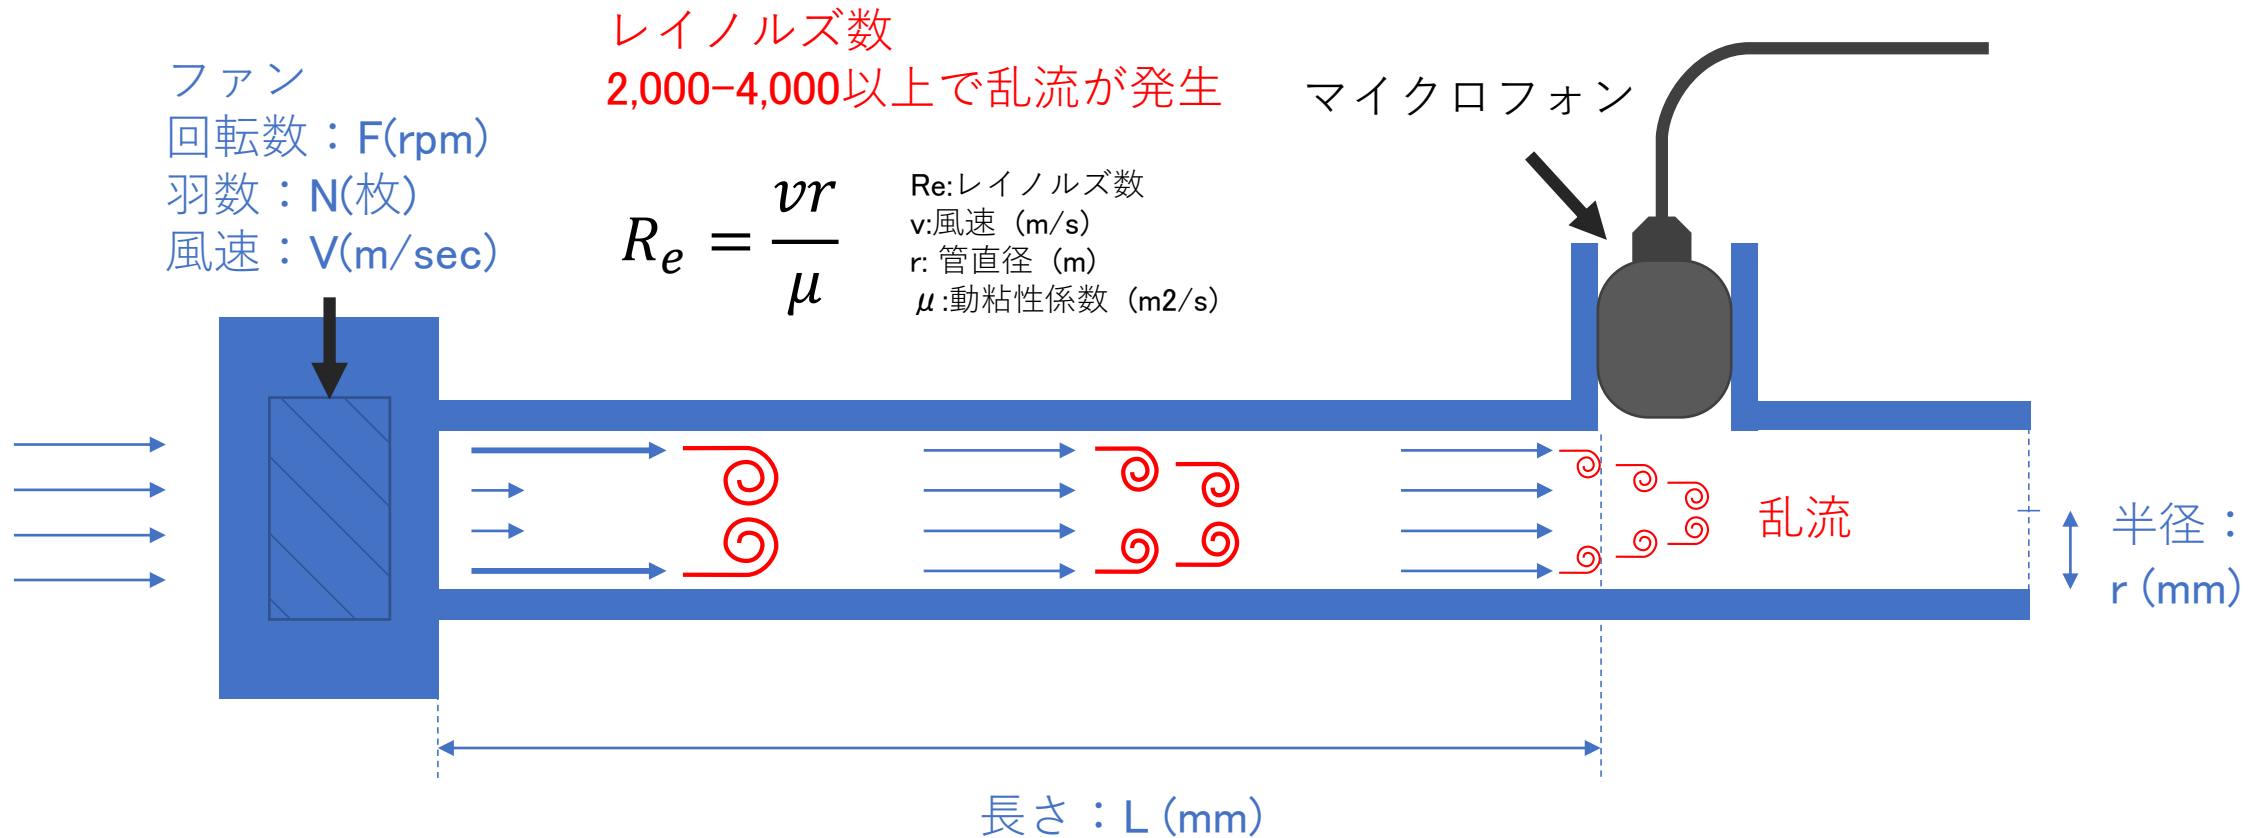 レイノルズ数
2,000-4,000以上で乱流が発生
ファン
回転数：F(rpm)
羽数：N(枚)
風速：V(m/sec)
マイクロフォン
R_e = vr/μ
Re:レイノルズ数
v:風速（m/s)
r: 管直径（m)
μ:動粘性係数（m2/s)
乱流
半径：
r (mm)
長さ：L (mm)